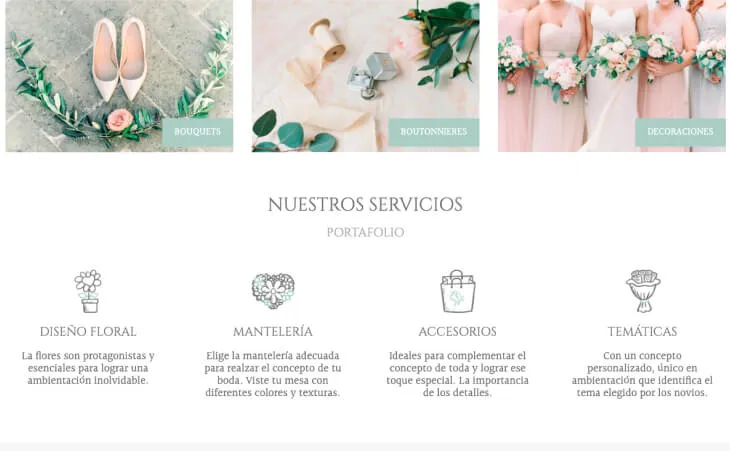 BOUQUETS
BOUTONNIERES
DECORACIONES
NUESTROS SERVICIOS
PORTAFOLIO
DISEÑO FLORAL
La flores son protagonistas y
esenciales para lograr una
ambientación inolvidable.
MANTELERÍA
Elige la mantelería adecuada
para realzar el concepto de tu
boda. Viste tu mesa con
diferentes colores y texturas.
ACCESORIOS
Ideales para complementar el
concepto de toda y lograr ese
toque especial. La importancia
de los detalles.
TEMÁTICAS
Con un concepto
personalizado, único en
ambientación que identifica el
tema elegido por los novios.